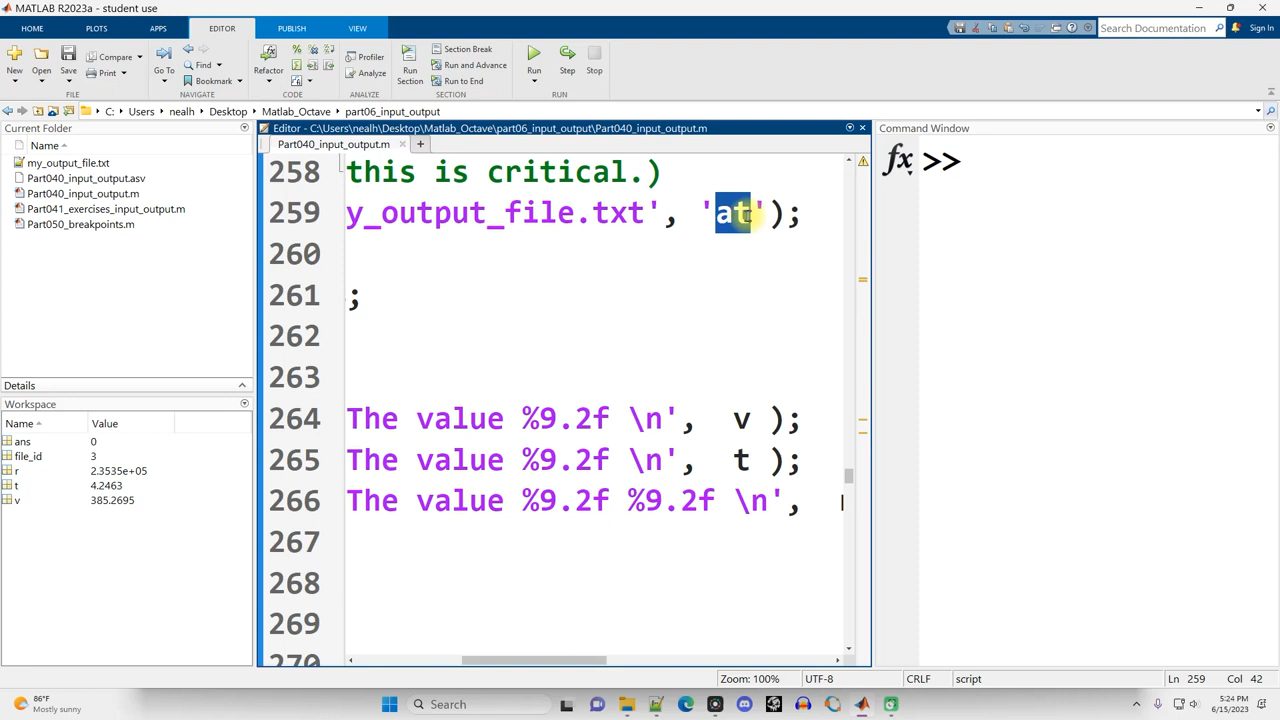 MATLAB R2023a - student use
HOME PLOTS APPS EDITOR PUBLISH VIEW Search Documentation Sign In
New Open Save Compare Print Go To Find Bookmark Refactor Profiler Analyze Run Section Section Break Run and Advance Run to End Run Step Stop
FILE NAVIGATE CODE ANALYZE SECTION RUN
C: Users nealh Desktop Matlab_Octave part06_input_output
Current Folder
Name
my_output_file.txt
Part040_input_output.asv
Part040_input_output.m
Part041_exercises_input_output.m
Part050_breakpoints.m
Details
Workspace
Name Value
ans 0
file_id 3
r 2.3535e+05
t 4.2463
v 385.2695
Editor - C:\Users\nealh\Desktop\Matlab_Octave\part06_input_output\Part040_input_output.m
Part040_input_output.m
258 this is critical.)
259 y_output_file.txt', 'at');
260
261 ;
262
263
264 The value %9.2f \n', v );
265 The value %9.2f \n', t );
266 The value %9.2f %9.2f \n',
267
268
269
270
Command Window
fx >>
Zoom: 100% UTF-8 CRLF script Ln 259 Col 42
86°F
Mostly sunny
Search
5:24 PM
6/15/2023